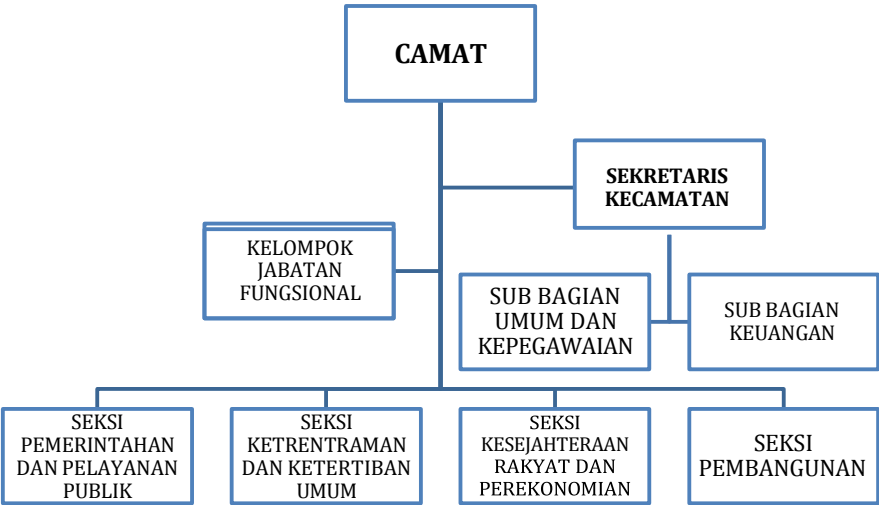 CAMAT
SEKRETARIS
KECAMATAN
KELOMPOK
JABATAN
FUNGSIONAL
SUB BAGIAN
UMUM DAN
KEPEGAWAIAN
SUB BAGIAN
KEUANGAN
SEKSI
PEMERINTAHAN
DAN PELAYANAN
PUBLIK
SEKSI
KETRENTRAMAN
DAN KETERTIBAN
UMUM
SEKSI
KESEJAHTERAAN
RAKYAT DAN
PEREKONOMIAN
SEKSI
PEMBANGUNAN